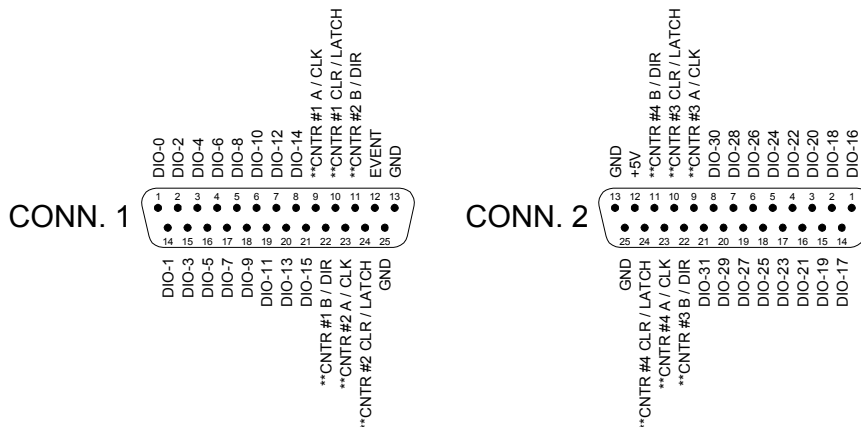 DIO-0
DIO-2
DIO-4
DIO-6
DIO-8
DIO-10
DIO-12
DIO-14
**CNTR #1 A / CLK
**CNTR #1 CLR / LATCH
**CNTR #2 B / DIR
EVENT
GND
CONN. 1
1 2 3 4 5 6 7 8 9 10 11 12 13
14 15 16 17 18 19 20 21 22 23 24 25
DIO-1
DIO-3
DIO-5
DIO-7
DIO-9
DIO-11
DIO-13
DIO-15
**CNTR #1 B / DIR
**CNTR #2 A / CLK
**CNTR #2 CLR / LATCH
GND
GND
+5V
**CNTR #4 B / DIR
**CNTR #3 CLR / LATCH
**CNTR #3 A / CLK
DIO-30
DIO-28
DIO-26
DIO-24
DIO-22
DIO-20
DIO-18
DIO-16
CONN. 2
13 12 11 10 9 8 7 6 5 4 3 2 1
25 24 23 22 21 20 19 18 17 16 15 14
GND
**CNTR #4 CLR / LATCH
**CNTR #4 A / CLK
**CNTR #3 B / DIR
DIO-31
DIO-29
DIO-27
DIO-25
DIO-23
DIO-21
DIO-19
DIO-17